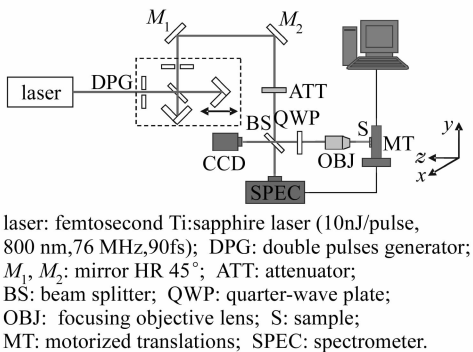 M1 M2
laser DPG ATT
BS QWP S
CCD OBJ MT
SPEC
y
z
x
laser: femtosecond Ti:sapphire laser (10nJ/pulse,
800 nm,76 MHz,90fs); DPG: double pulses generator;
M1, M2: mirror HR 45°; ATT: attenuator;
BS: beam splitter; QWP: quarter-wave plate;
OBJ: focusing objective lens; S: sample;
MT: motorized translations; SPEC: spectrometer.